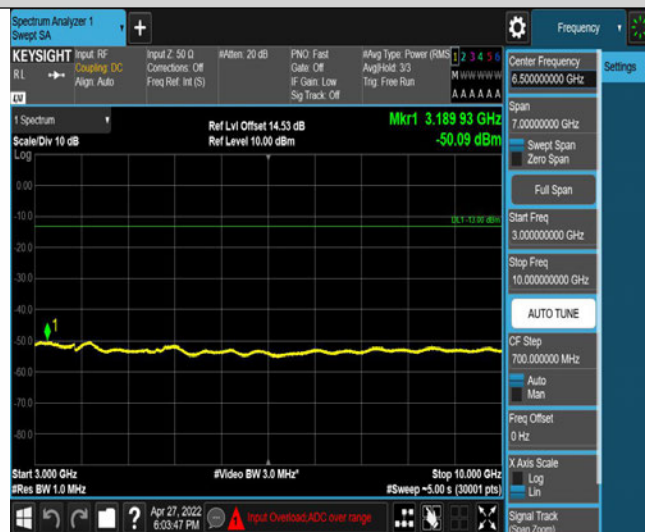 Spectrum Analyzer 1
Swept SA
Frequency
KEYSIGHT
RL
LXI
Input: RF
Coupling: DC
Align: Auto
Input Z: 50 Ω
Corrections: Off
Freq Ref: Int (S)
#Atten: 20 dB
PNO: Fast
Gate: Off
IF Gain: Low
Sig Track: Off
#Avg Type: Power (RMS
Avg|Hold: 3/3
Trig: Free Run
1 2 3 4 5 6
M W W W W W
A A A A A A
1 Spectrum
Scale/Div 10 dB
Log
Ref Lvl Offset 14.53 dB
Ref Level 10.00 dBm
Mkr1 3.189 93 GHz
-50.09 dBm
0.00
-10.0
DL1 -13.00 dBm
-20.0
-30.0
-40.0
1
-50.0
-60.0
-70.0
-80.0
Start 3.000 GHz
#Res BW 1.0 MHz
#Video BW 3.0 MHz*
Stop 10.000 GHz
#Sweep ~5.00 s (30001 pts)
Center Frequency
6.500000000 GHz
Settings
Span
7.00000000 GHz
Swept Span
Zero Span
Full Span
Start Freq
3.000000000 GHz
Stop Freq
10.000000000 GHz
AUTO TUNE
CF Step
700.000000 MHz
Auto
Man
Freq Offset
0 Hz
X Axis Scale
Log
Lin
Signal Track
(Span Zoom)
?
Apr 27, 2022
6:03:47 PM
1
Input Overload;ADC over range